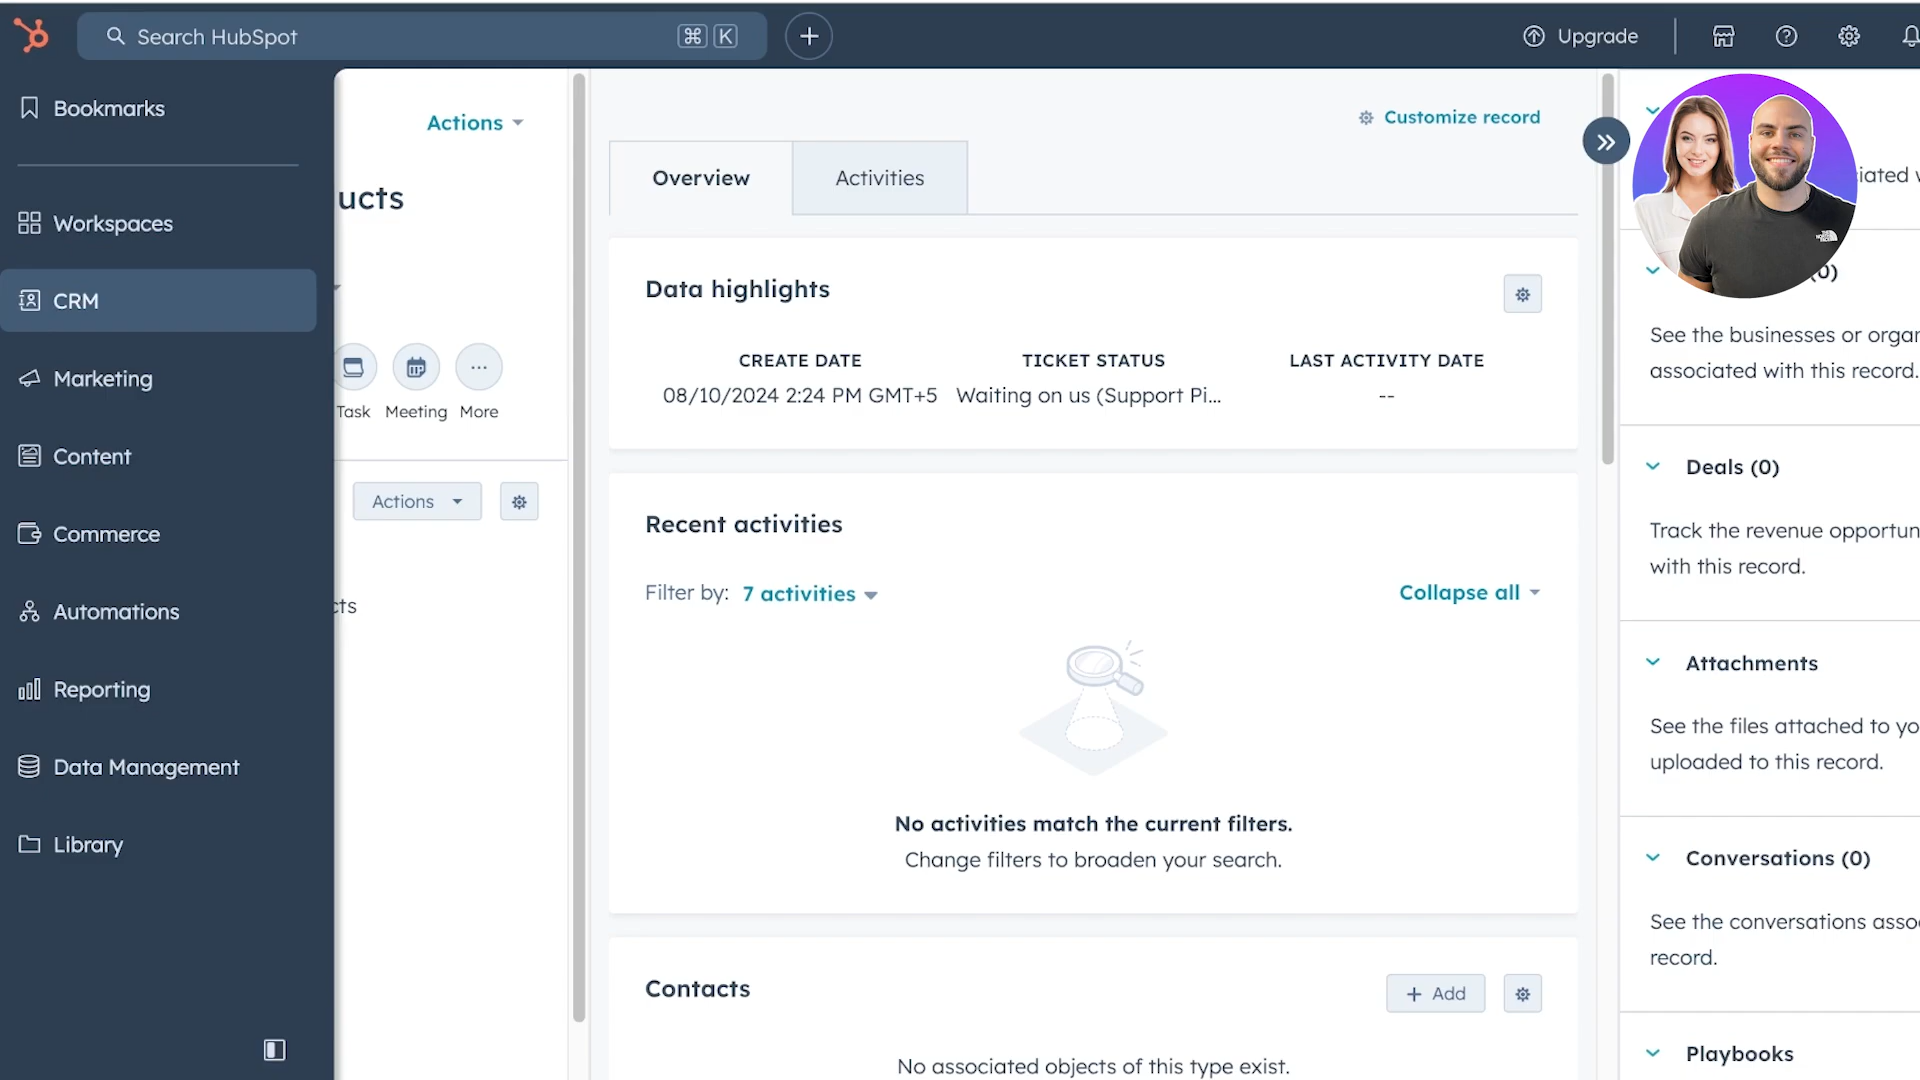 Search HubSpot
⌘ K
Upgrade
Bookmarks
Workspaces
CRM
Marketing
Content
Commerce
Automations
Reporting
Data Management
Library
Actions
ucts
Task Meeting More
Actions
cts
Customize record
Overview Activities
Data highlights
CREATE DATE TICKET STATUS LAST ACTIVITY DATE
08/10/2024 2:24 PM GMT+5 Waiting on us (Support Pi... --
Recent activities
Filter by: 7 activities
Collapse all
No activities match the current filters.
Change filters to broaden your search.
Contacts
+ Add
No associated objects of this type exist.
iated w
(0)
See the businesses or organ
associated with this record.
Deals (0)
Track the revenue opportun
with this record.
Attachments
See the files attached to yo
uploaded to this record.
Conversations (0)
See the conversations asso
record.
Playbooks